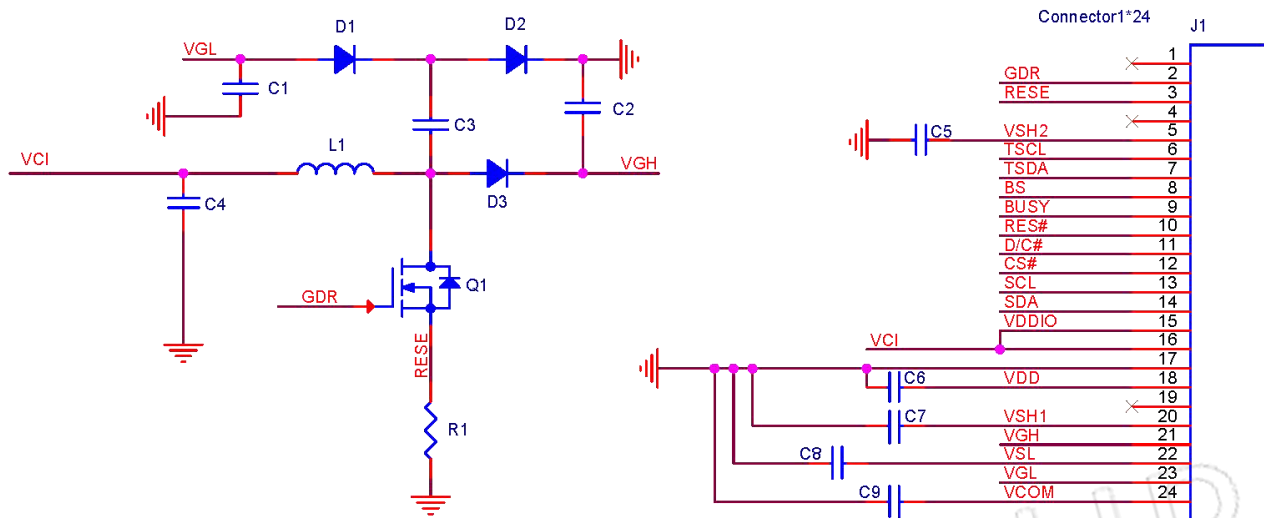 Connector1*24
J1
D1
D2
VGL
C1
C3
C2
VCI
L1
VGH
D3
C4
Q1
GDR
RESE
R1
1
GDR
2
RESE
3
4
C5
VSH2
5
TSCL
6
TSDA
7
BS
8
BUSY
9
RES#
10
D/C#
11
CS#
12
SCL
13
SDA
14
VDDIO
15
VCI
16
17
C6
VDD
18
19
C7
VSH1
20
VGH
21
C8
VSL
22
VGL
23
C9
VCOM
24